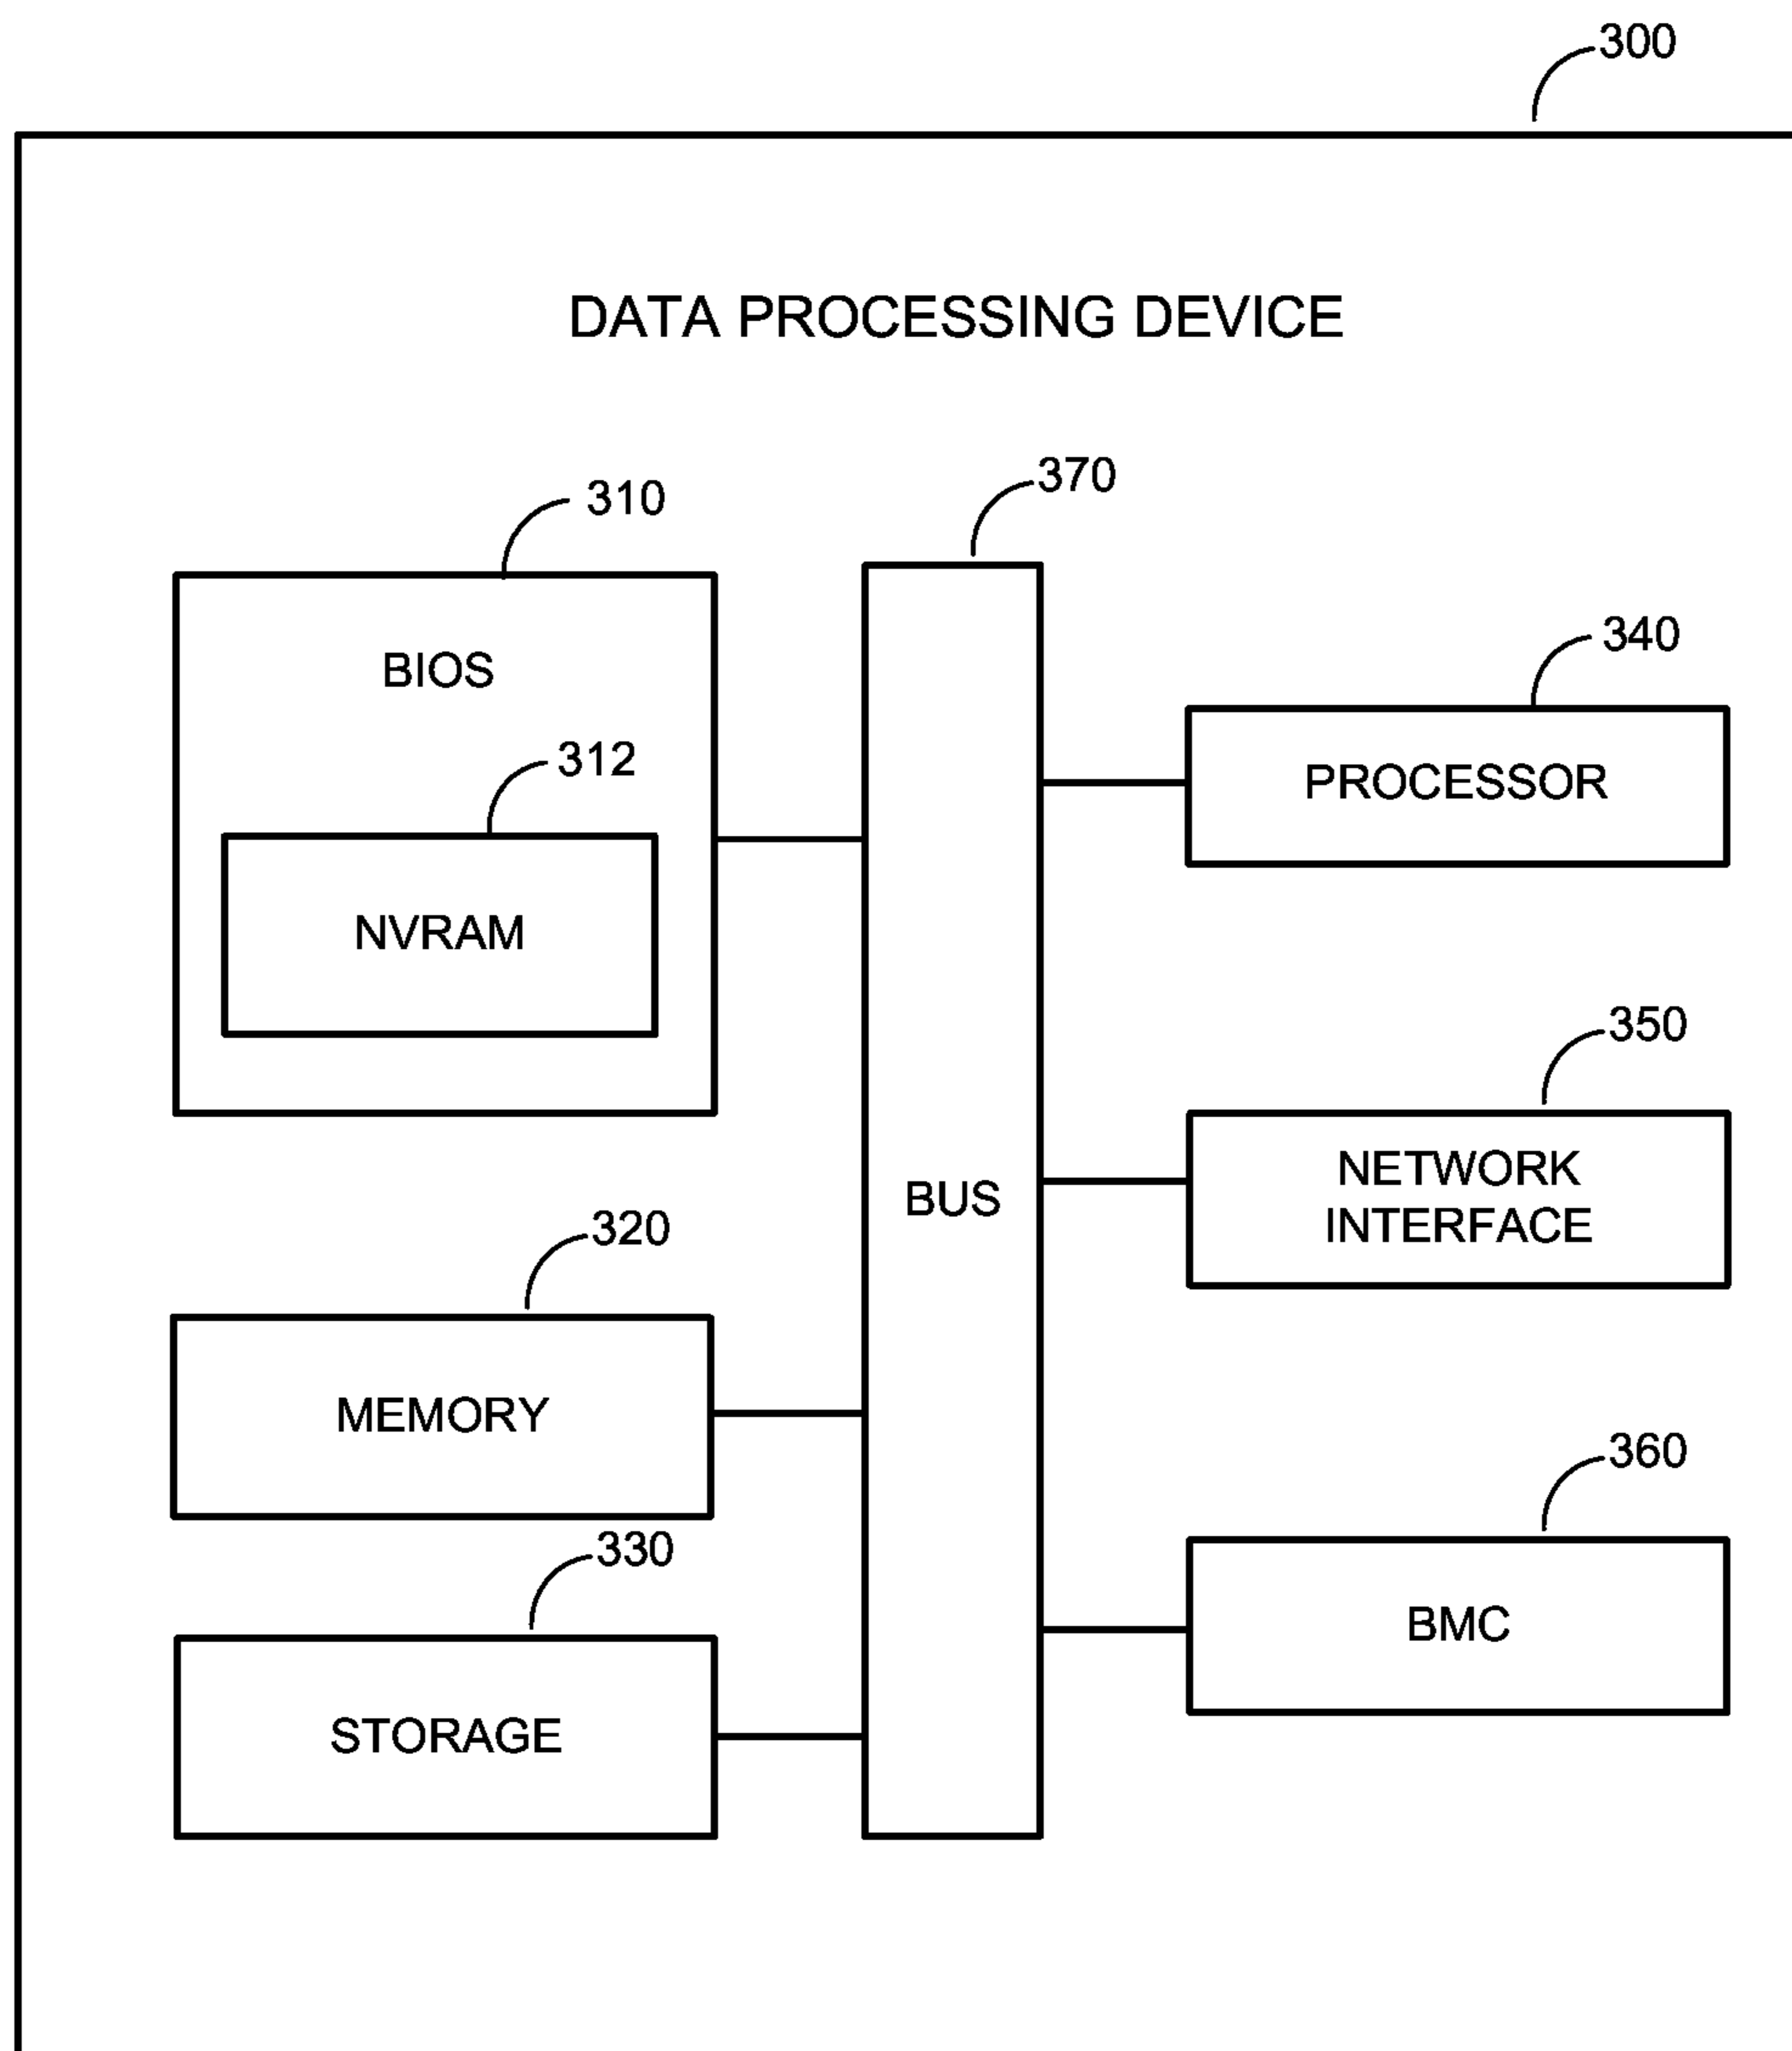 300
DATA PROCESSING DEVICE
310
370
BIOS
340
312
PROCESSOR
NVRAM
350
NETWORK
INTERFACE
BUS
320
MEMORY
360
330
BMC
STORAGE